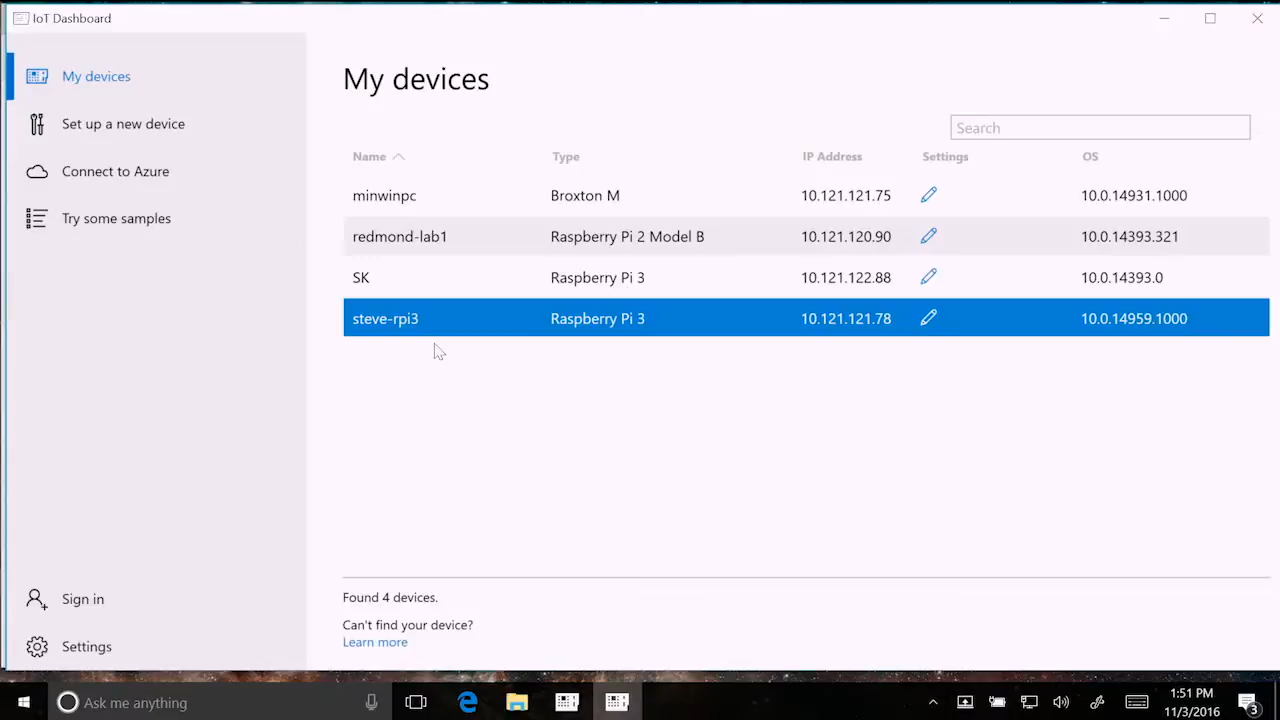 IoT Dashboard
My devices
Set up a new device
Connect to Azure
Try some samples
Sign in
Settings
My devices
Search
Name Type IP Address Settings OS
minwinpc Broxton M 10.121.121.75 10.0.14931.1000
redmond-lab1 Raspberry Pi 2 Model B 10.121.120.90 10.0.14393.321
SK Raspberry Pi 3 10.121.122.88 10.0.14393.0
steve-rpi3 Raspberry Pi 3 10.121.121.78 10.0.14959.1000
Found 4 devices.
Can't find your device?
Learn more
Ask me anything
1:51 PM
11/3/2016
3